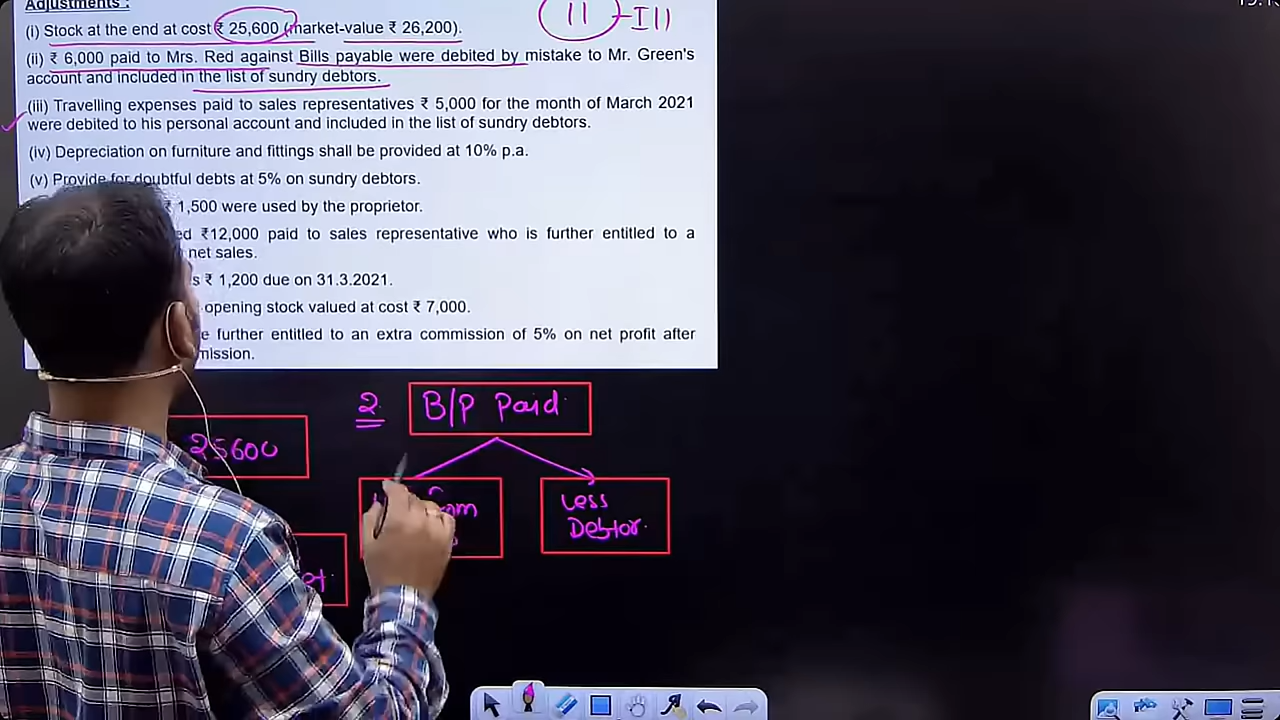 Adjustments :
(i) Stock at the end at cost ₹ 25,600 (market-value ₹ 26,200).
11 III
(ii) ₹ 6,000 paid to Mrs. Red against Bills payable were debited by mistake to Mr. Green's
account and included in the list of sundry debtors.
(iii) Travelling expenses paid to sales representatives ₹ 5,000 for the month of March 2021
were debited to his personal account and included in the list of sundry debtors.
(iv) Depreciation on furniture and fittings shall be provided at 10% p.a.
(v) Provide for doubtful debts at 5% on sundry debtors.
₹ 1,500 were used by the proprietor.
₹12,000 paid to sales representative who is further entitled to a
net sales.
₹ 1,200 due on 31.3.2021.
opening stock valued at cost ₹ 7,000.
further entitled to an extra commission of 5% on net profit after
2. B/P Paid
25600
Less
Debtor